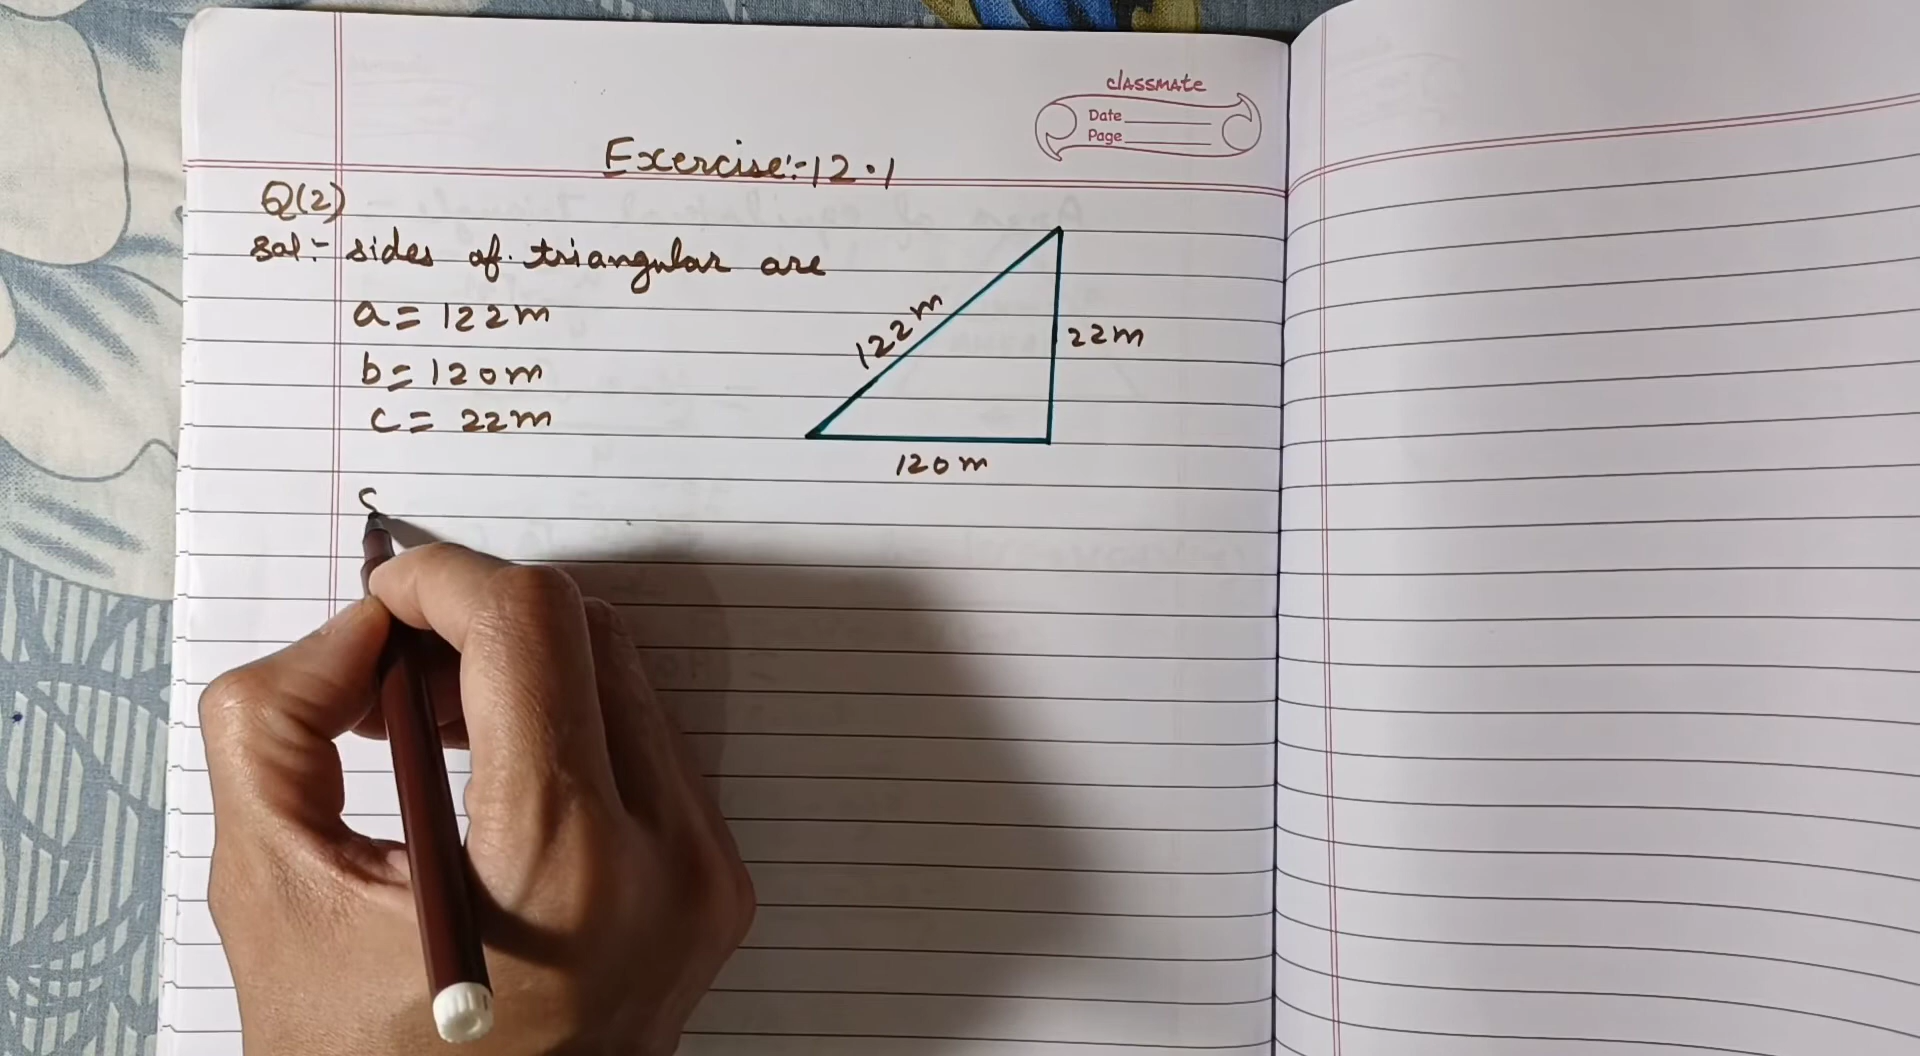 classmate
Date
Page
Exercise:-12.1
Q(2)
Sol:- sides of triangular are
a = 122m
b = 120m
c = 22m
122m
22m
120m
S